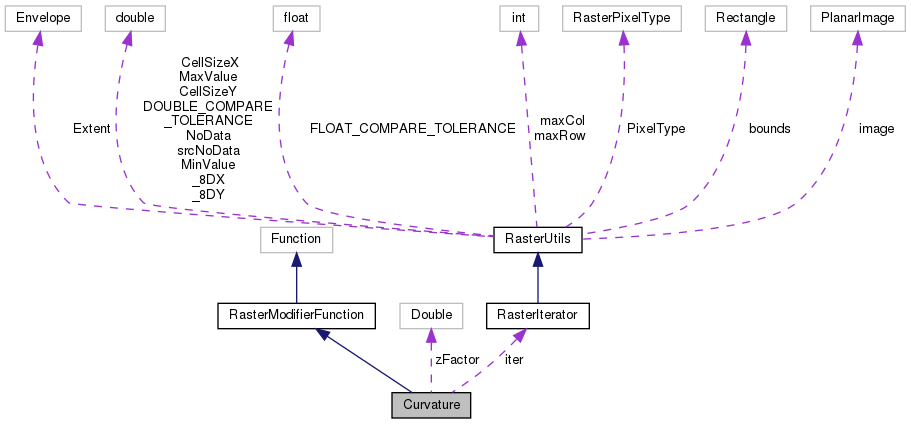 Envelope
double
float
int
RasterPixelType
Rectangle
PlanarImage
Extent
CellSizeX
MaxValue
CellSizeY
DOUBLE_COMPARE
_TOLERANCE
NoData
srcNoData
MinValue
_8DX
_8DY
FLOAT_COMPARE_TOLERANCE
maxCol
maxRow
PixelType
bounds
image
Function
RasterUtils
RasterModifierFunction
Double
RasterIterator
zFactor
iter
Curvature